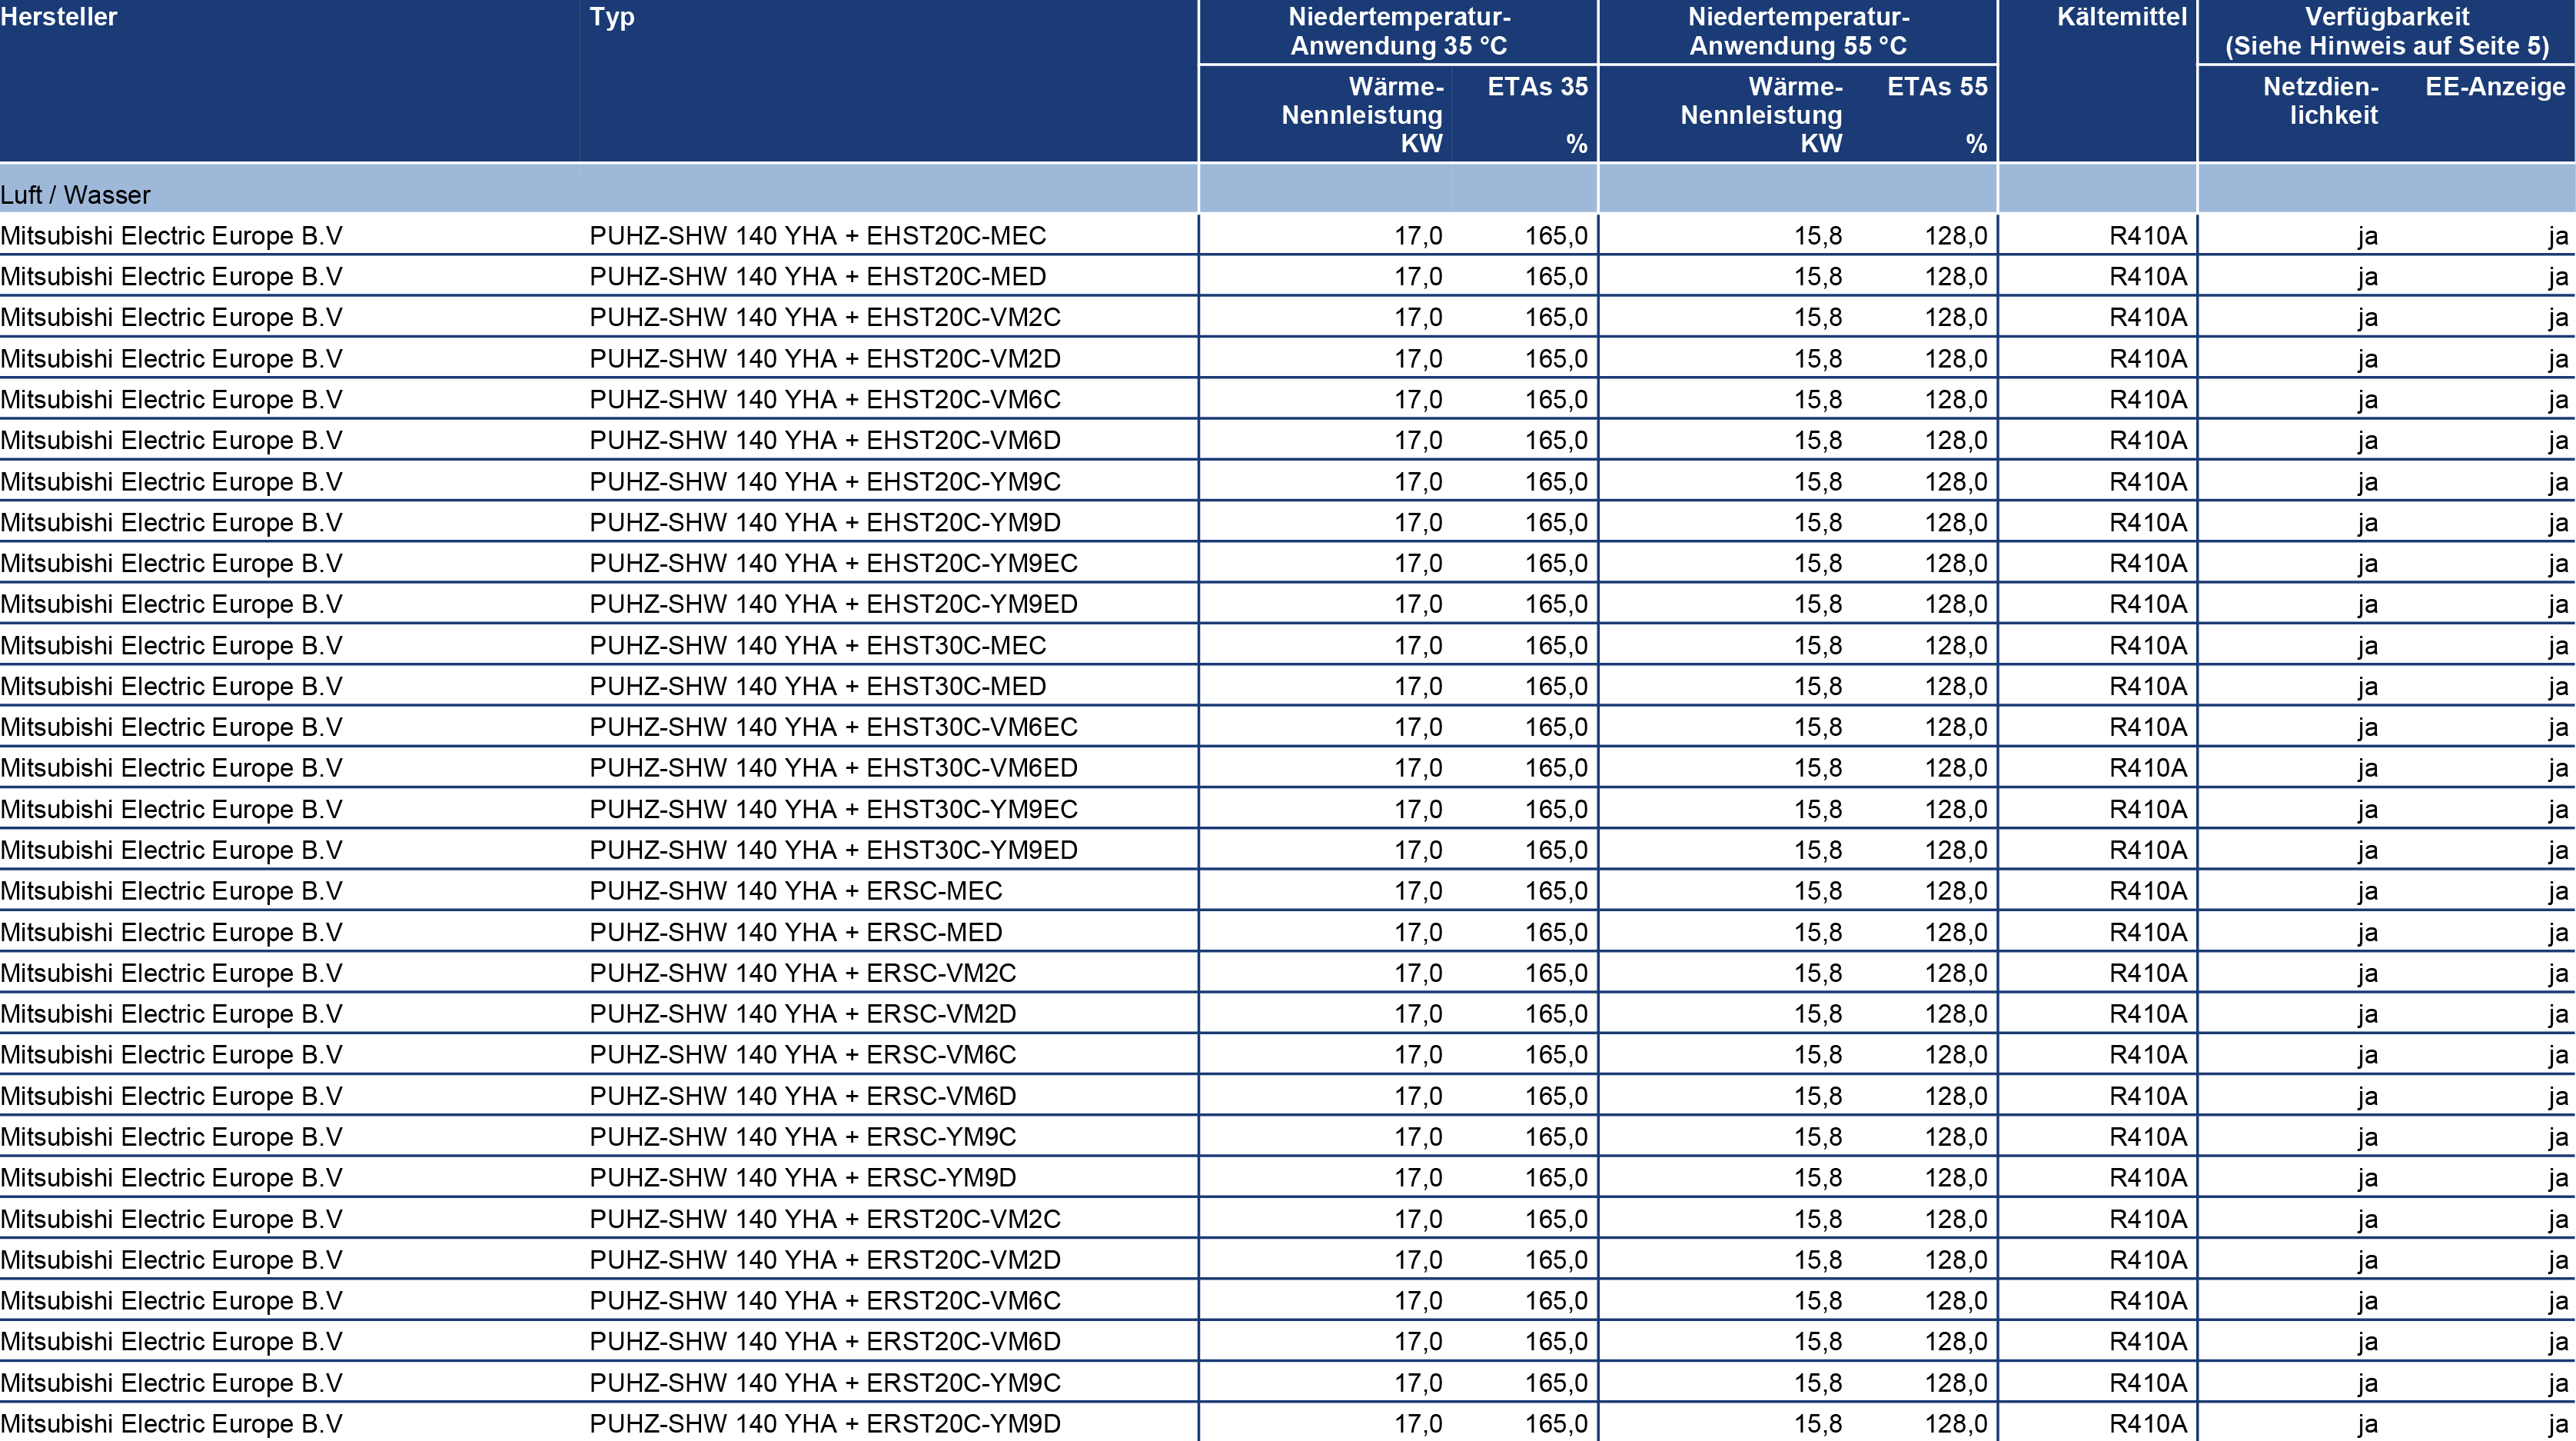 Hersteller Typ Niedertemperatur- Niedertemperatur- Kältemittel Verfügbarkeit
Anwendung 35 °C Anwendung 55 °C (Siehe Hinweis auf Seite 5)
Wärme- ETAs 35 Wärme- ETAs 55 Netzdien- EE-Anzeige
Nennleistung Nennleistung lichkeit
KW % KW %
Luft / Wasser
Mitsubishi Electric Europe B.V PUHZ-SHW 140 YHA + EHST20C-MEC 17,0 165,0 15,8 128,0 R410A ja ja
Mitsubishi Electric Europe B.V PUHZ-SHW 140 YHA + EHST20C-MED 17,0 165,0 15,8 128,0 R410A ja ja
Mitsubishi Electric Europe B.V PUHZ-SHW 140 YHA + EHST20C-VM2C 17,0 165,0 15,8 128,0 R410A ja ja
Mitsubishi Electric Europe B.V PUHZ-SHW 140 YHA + EHST20C-VM2D 17,0 165,0 15,8 128,0 R410A ja ja
Mitsubishi Electric Europe B.V PUHZ-SHW 140 YHA + EHST20C-VM6C 17,0 165,0 15,8 128,0 R410A ja ja
Mitsubishi Electric Europe B.V PUHZ-SHW 140 YHA + EHST20C-VM6D 17,0 165,0 15,8 128,0 R410A ja ja
Mitsubishi Electric Europe B.V PUHZ-SHW 140 YHA + EHST20C-YM9C 17,0 165,0 15,8 128,0 R410A ja ja
Mitsubishi Electric Europe B.V PUHZ-SHW 140 YHA + EHST20C-YM9D 17,0 165,0 15,8 128,0 R410A ja ja
Mitsubishi Electric Europe B.V PUHZ-SHW 140 YHA + EHST20C-YM9EC 17,0 165,0 15,8 128,0 R410A ja ja
Mitsubishi Electric Europe B.V PUHZ-SHW 140 YHA + EHST20C-YM9ED 17,0 165,0 15,8 128,0 R410A ja ja
Mitsubishi Electric Europe B.V PUHZ-SHW 140 YHA + EHST30C-MEC 17,0 165,0 15,8 128,0 R410A ja ja
Mitsubishi Electric Europe B.V PUHZ-SHW 140 YHA + EHST30C-MED 17,0 165,0 15,8 128,0 R410A ja ja
Mitsubishi Electric Europe B.V PUHZ-SHW 140 YHA + EHST30C-VM6EC 17,0 165,0 15,8 128,0 R410A ja ja
Mitsubishi Electric Europe B.V PUHZ-SHW 140 YHA + EHST30C-VM6ED 17,0 165,0 15,8 128,0 R410A ja ja
Mitsubishi Electric Europe B.V PUHZ-SHW 140 YHA + EHST30C-YM9EC 17,0 165,0 15,8 128,0 R410A ja ja
Mitsubishi Electric Europe B.V PUHZ-SHW 140 YHA + EHST30C-YM9ED 17,0 165,0 15,8 128,0 R410A ja ja
Mitsubishi Electric Europe B.V PUHZ-SHW 140 YHA + ERSC-MEC 17,0 165,0 15,8 128,0 R410A ja ja
Mitsubishi Electric Europe B.V PUHZ-SHW 140 YHA + ERSC-MED 17,0 165,0 15,8 128,0 R410A ja ja
Mitsubishi Electric Europe B.V PUHZ-SHW 140 YHA + ERSC-VM2C 17,0 165,0 15,8 128,0 R410A ja ja
Mitsubishi Electric Europe B.V PUHZ-SHW 140 YHA + ERSC-VM2D 17,0 165,0 15,8 128,0 R410A ja ja
Mitsubishi Electric Europe B.V PUHZ-SHW 140 YHA + ERSC-VM6C 17,0 165,0 15,8 128,0 R410A ja ja
Mitsubishi Electric Europe B.V PUHZ-SHW 140 YHA + ERSC-VM6D 17,0 165,0 15,8 128,0 R410A ja ja
Mitsubishi Electric Europe B.V PUHZ-SHW 140 YHA + ERSC-YM9C 17,0 165,0 15,8 128,0 R410A ja ja
Mitsubishi Electric Europe B.V PUHZ-SHW 140 YHA + ERSC-YM9D 17,0 165,0 15,8 128,0 R410A ja ja
Mitsubishi Electric Europe B.V PUHZ-SHW 140 YHA + ERST20C-VM2C 17,0 165,0 15,8 128,0 R410A ja ja
Mitsubishi Electric Europe B.V PUHZ-SHW 140 YHA + ERST20C-VM2D 17,0 165,0 15,8 128,0 R410A ja ja
Mitsubishi Electric Europe B.V PUHZ-SHW 140 YHA + ERST20C-VM6C 17,0 165,0 15,8 128,0 R410A ja ja
Mitsubishi Electric Europe B.V PUHZ-SHW 140 YHA + ERST20C-VM6D 17,0 165,0 15,8 128,0 R410A ja ja
Mitsubishi Electric Europe B.V PUHZ-SHW 140 YHA + ERST20C-YM9C 17,0 165,0 15,8 128,0 R410A ja ja
Mitsubishi Electric Europe B.V PUHZ-SHW 140 YHA + ERST20C-YM9D 17,0 165,0 15,8 128,0 R410A ja ja